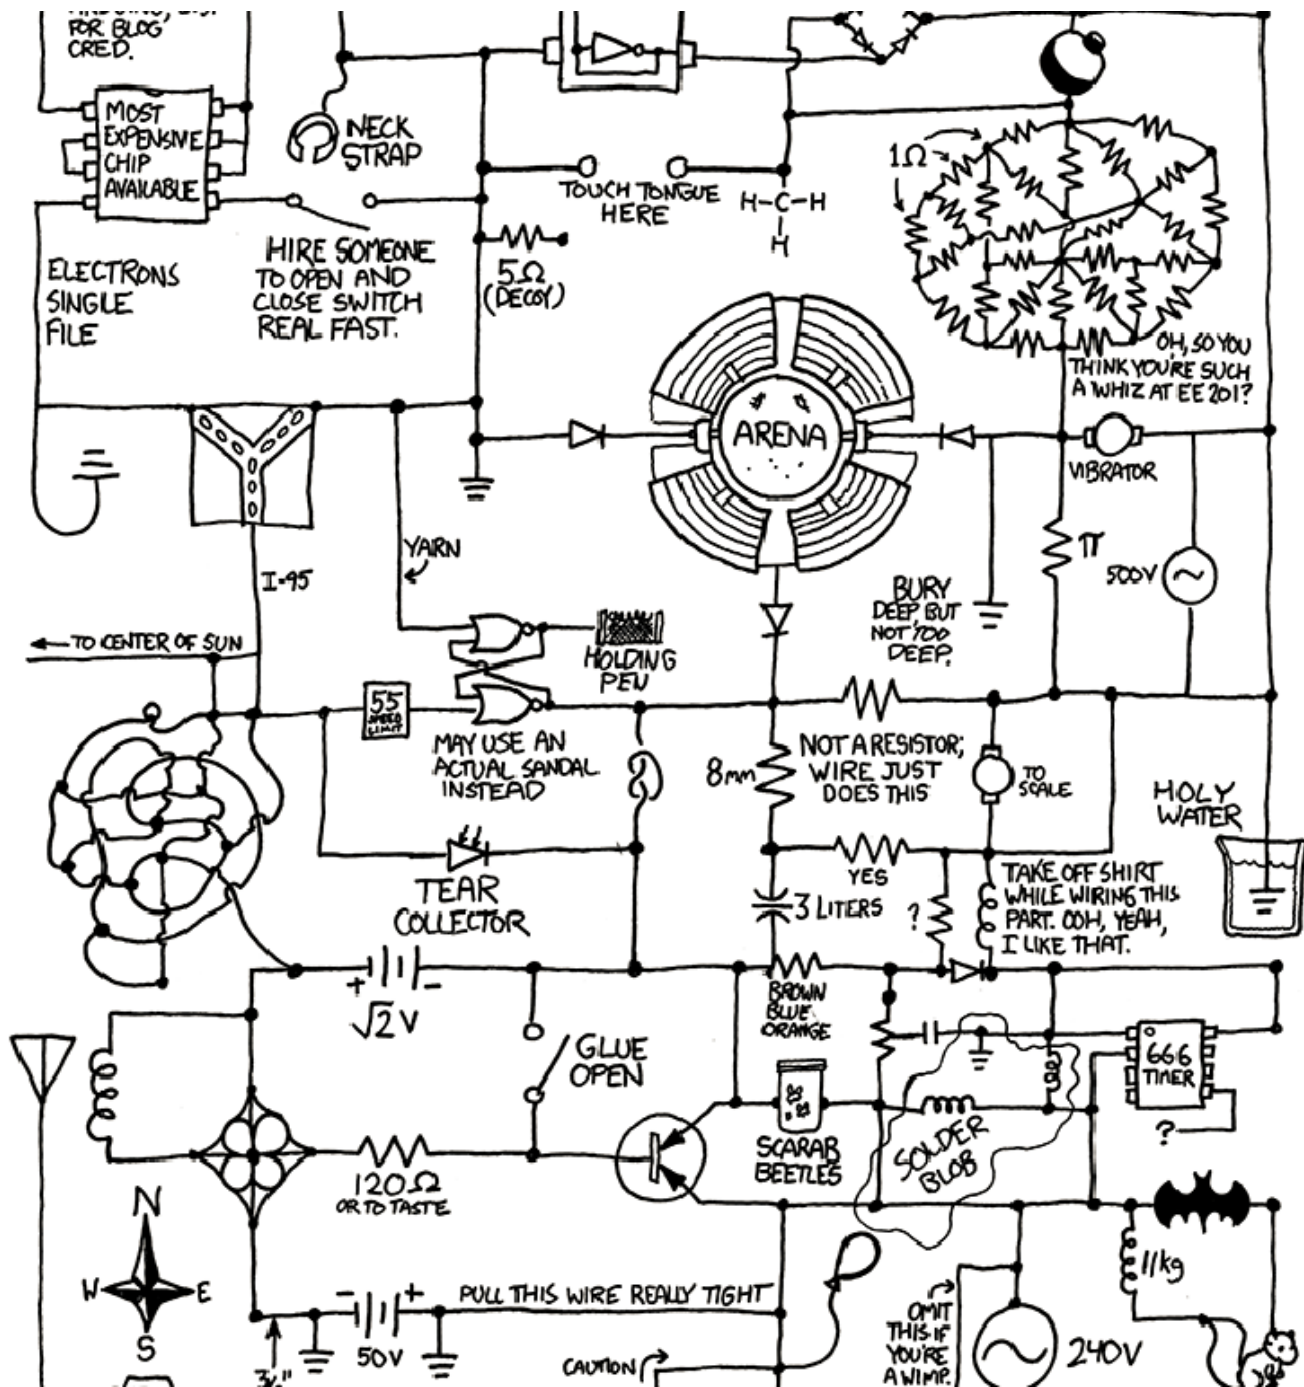 FOR BLOG
CRED.
MOST
EXPENSIVE
CHIP
AVAILABLE
NECK
STRAP
TOUCH TONGUE
HERE
H-C-H
H
1Ω
HIRE SOMEONE
TO OPEN AND
CLOSE SWITCH
REAL FAST.
5Ω
(DECOY)
ELECTRONS
SINGLE
FILE
OH, SO YOU
THINK YOU'RE SUCH
A WHIZ AT EE 201?
ARENA
VIBRATOR
π
500V
YARN
I-95
BURY
DEEP, BUT
NOT TOO
DEEP.
TO CENTER OF SUN
HOLDING
PEN
55
SPEED
LIMIT
MAY USE AN
ACTUAL SANDAL
INSTEAD
8mm
NOT A RESISTOR;
WIRE JUST
DOES THIS
TO
SCALE
HOLY
WATER
TEAR
COLLECTOR
YES
3 LITERS
?
TAKE OFF SHIRT
WHILE WIRING THIS
PART. OOH, YEAH,
I LIKE THAT.
+ -
√2 V
BROWN
BLUE
ORANGE
GLUE
OPEN
666
TIMER
?
SCARAB
BEETLES
SOLDER
BLOB
120Ω
OR TO TASTE
N
W E
S
11kg
- +
50V
PULL THIS WIRE REALLY TIGHT
OMIT
THIS IF
YOU'RE
A WIMP.
240V
CAUTION